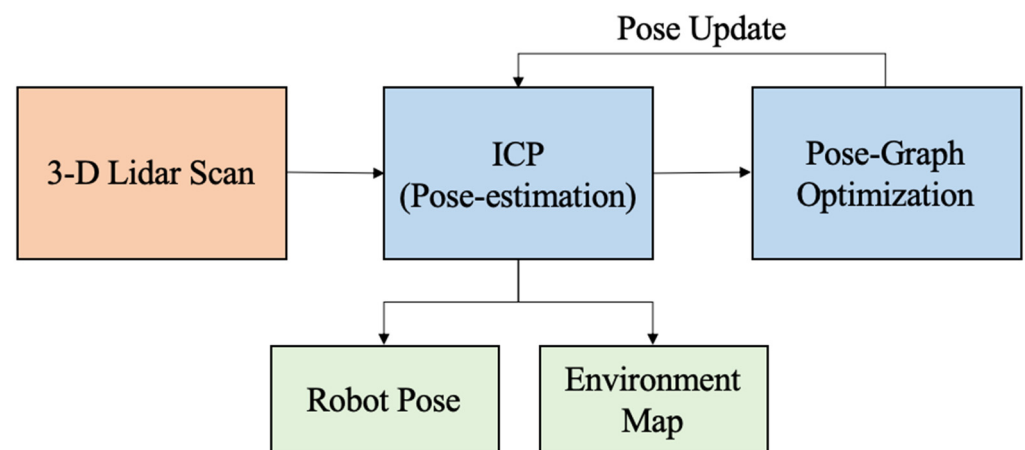 Pose Update
3-D Lidar Scan
ICP
(Pose-estimation)
Pose-Graph
Optimization
Robot Pose
Environment
Map